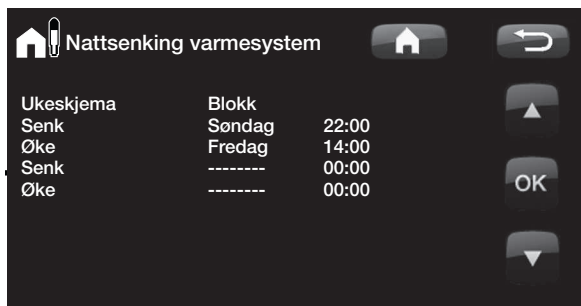 Nattsenking varmesystem
Ukeskjema Blokk
Senk Søndag 22:00
Øke Fredag 14:00
Senk -------- 00:00
Øke -------- 00:00
OK